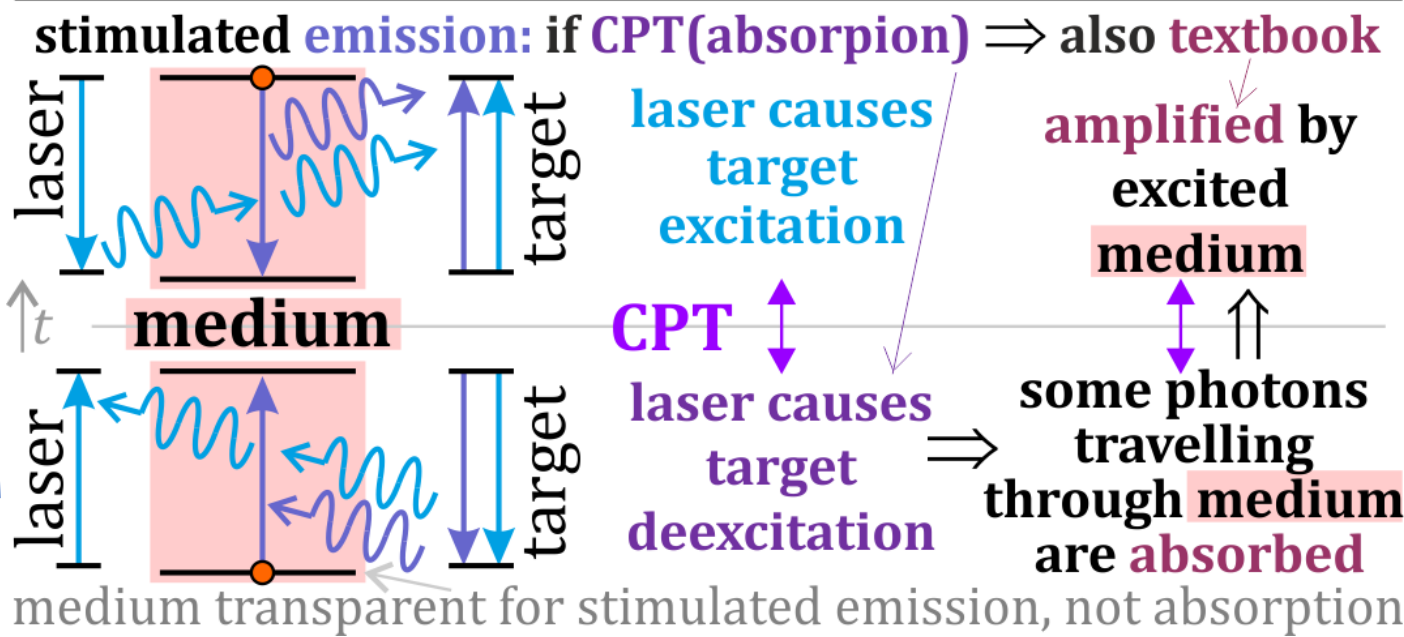 stimulated emission: if CPT(absorpion) ⇒ also textbook
laser
target
medium
t
laser
target
laser causes
target
excitation
CPT
laser causes
target
deexcitation
⇒
amplified by
excited
medium
⇑
some photons
travelling
through medium
are absorbed
medium transparent for stimulated emission, not absorption